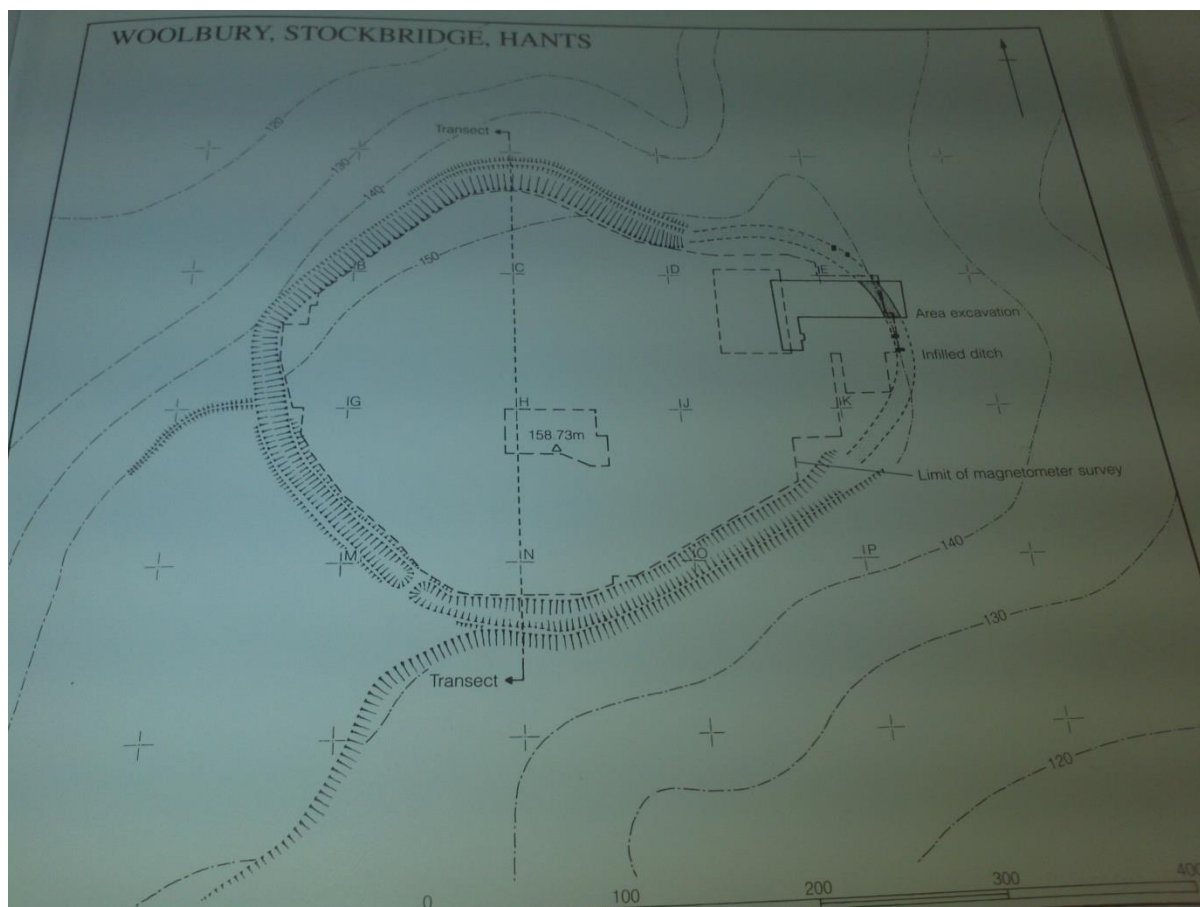 WOOLBURY, STOCKBRIDGE, HANTS
Transect
120
130
140
150
B
C
D
E
Area excavation
Infilled ditch
G
H
J
K
158.73m
Limit of magnetometer survey
M
N
O
P
140
Transect
130
120
0
100
200
300
400